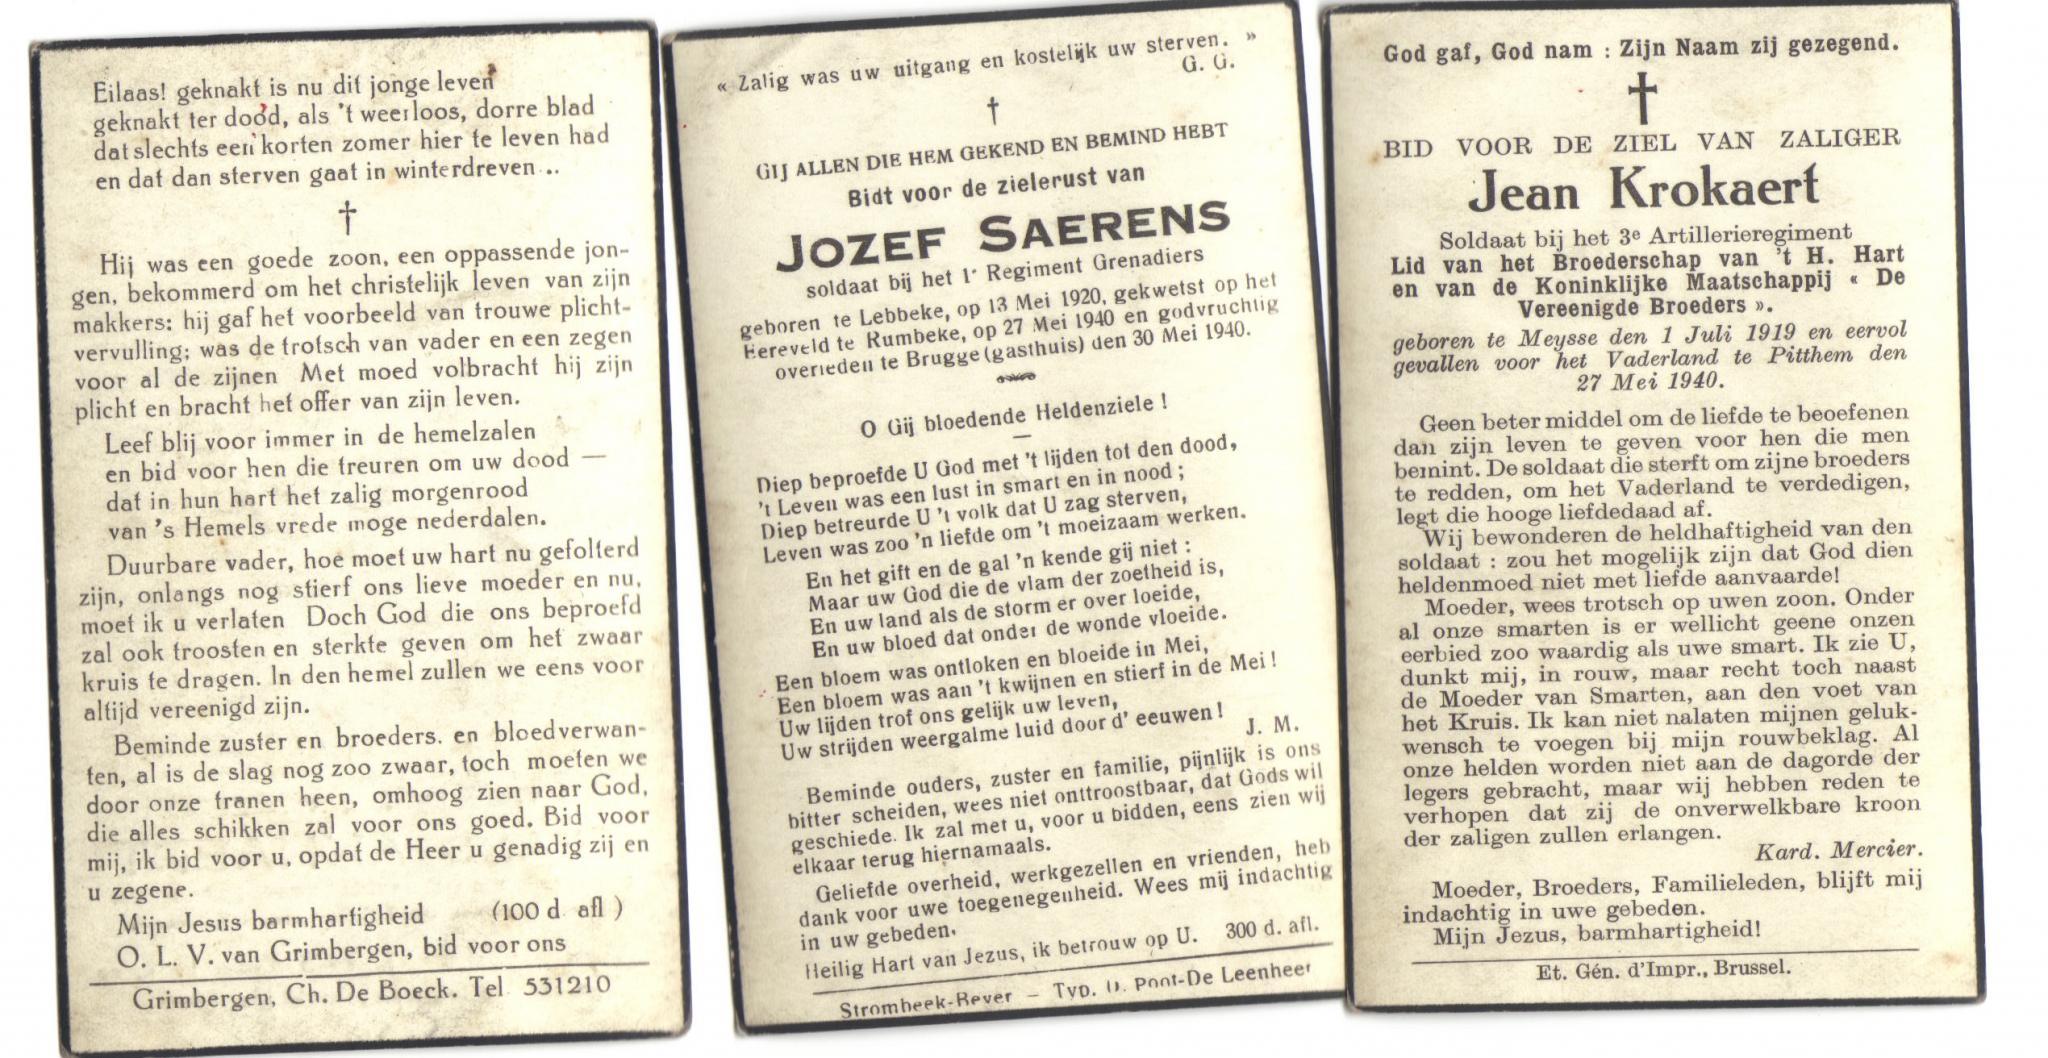 Eilaas! geknakt is nu dit jonge leven
geknakt ter dood, als 't weerloos, dorre blad
dat slechts een korten zomer hier te leven had
en dat dan sterven gaat in winterdreven ..
†
Hij was een goede zoon, een oppassende jon-
gen, bekommerd om het christelijk leven van zijn
makkers: hij gaf het voorbeeld van trouwe plicht-
vervulling; was de trotsch van vader en een zegen
voor al de zijnen Met moed volbracht hij zijn
plicht en bracht het offer van zijn leven.
Leef blij voor immer in de hemelzalen
en bid voor hen die treuren om uw dood —
dat in hun hart het zalig morgenrood
van 's Hemels vrede moge nederdalen.
Duurbare vader, hoe moet uw hart nu gefolterd
zijn, onlangs nog stierf ons lieve moeder en nu,
moet ik u verlaten Doch God die ons beproefd
zal ook troosten en sterkte geven om het zwaar
kruis te dragen. In den hemel zullen we eens voor
altijd vereenigd zijn.
Beminde zuster en broeders. en bloedverwan-
ten, al is de slag nog zoo zwaar, toch moeten we
door onze tranen heen, omhoog zien naar God,
die alles schikken zal voor ons goed. Bid voor
mij, ik bid voor u, opdat de Heer u genadig zij en
u zegene.
Mijn Jesus barmhartigheid (100 d. afl )
O. L. V. van Grimbergen, bid voor ons
Grimbergen, Ch. De Boeck. Tel 531210
« Zalig was uw uitgang en kostelijk uw sterven. »
G. G.
†
GIJ ALLEN DIE HEM GEKEND EN BEMIND HEBT
Bidt voor de zielerust van
JOZEF SAERENS
soldaat bij het 1e Regiment Grenadiers
geboren te Lebbeke, op 13 Mei 1920, gekwetst op het
Eereveld te Rumbeke, op 27 Mei 1940 en godvruchtig
overleden te Brugge (gasthuis) den 30 Mei 1940.
O Gij bloedende Heldenziele !
Diep beproefde U God met 't lijden tot den dood,
't Leven was een lust in smart en in nood ;
Diep betreurde U 't volk dat U zag sterven,
Leven was zoo 'n liefde om 't moeizaam werken.
En het gift en de gal 'n kende gij niet :
Maar uw God die de vlam der zoetheid is,
En uw land als de storm er over loeide,
En uw bloed dat onder de wonde vloeide.
Een bloem was ontloken en bloeide in Mei,
Een bloem was aan 't kwijnen en stierf in de Mei !
Uw lijden trof ons gelijk uw leven,
Uw strijden weergalme luid door d' eeuwen !
J. M.
Beminde ouders, zuster en familie, pijnlijk is ons
bitter scheiden, wees niet onttroostbaar, dat Gods wil
geschiede. Ik zal met u, voor u bidden, eens zien wij
elkaar terug hiernamaals.
Geliefde overheid, werkgezellen en vrienden, heb
dank voor uwe toegenegenheid. Wees mij indachtig
in uw gebeden.
Heilig Hart van Jezus, ik betrouw op U. 300 d. afl.
Strombeek-Bever — Typ. D. Poot-De Leenheer
God gaf, God nam : Zijn Naam zij gezegend.
†
BID VOOR DE ZIEL VAN ZALIGER
Jean Krokaert
Soldaat bij het 3e Artillerieregiment
Lid van het Broederschap van 't H. Hart
en van de Koninklijke Maatschappij « De
Vereenigde Broeders ».
geboren te Meysse den 1 Juli 1919 en eervol
gevallen voor het Vaderland te Pitthem den
27 Mei 1940.
Geen beter middel om de liefde te beoefenen
dan zijn leven te geven voor hen die men
bemint. De soldaat die sterft om zijne broeders
te redden, om het Vaderland te verdedigen,
legt die hooge liefdedaad af.
Wij bewonderen de heldhaftigheid van den
soldaat : zou het mogelijk zijn dat God dien
heldenmoed niet met liefde aanvaarde!
Moeder, wees trotsch op uwen zoon. Onder
al onze smarten is er wellicht geene onzen
eerbied zoo waardig als uwe smart. Ik zie U,
dunkt mij, in rouw, maar recht toch naast
de Moeder van Smarten, aan den voet van
het Kruis. Ik kan niet nalaten mijnen geluk-
wensch te voegen bij mijn rouwbeklag. Al
onze helden worden niet aan de dagorde der
legers gebracht, maar wij hebben reden te
verhopen dat zij de onverwelkbare kroon
der zaligen zullen erlangen.
Kard. Mercier.
Moeder, Broeders, Familieleden, blijft mij
indachtig in uwe gebeden.
Mijn Jezus, barmhartigheid!
Et. Gén. d'Impr., Brussel.